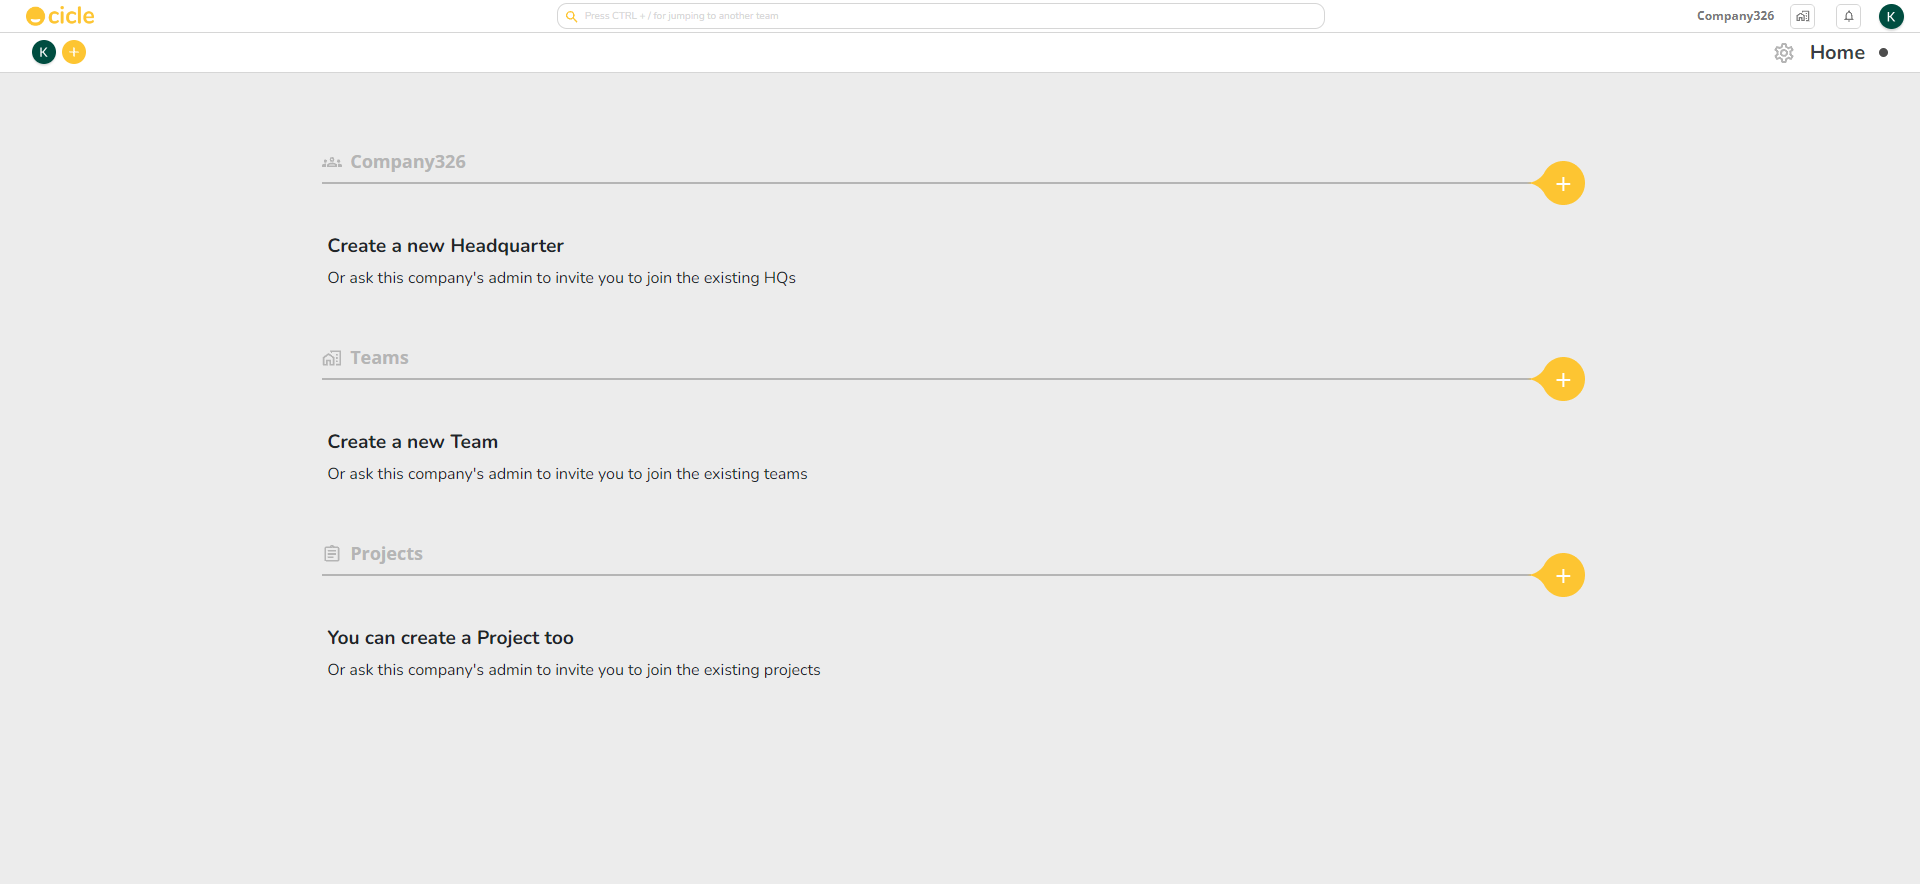 cicle
Press CTRL + / for jumping to another team
Company326
K
K
Home
Company326
Create a new Headquarter
Or ask this company's admin to invite you to join the existing HQs
Teams
Create a new Team
Or ask this company's admin to invite you to join the existing teams
Projects
You can create a Project too
Or ask this company's admin to invite you to join the existing projects